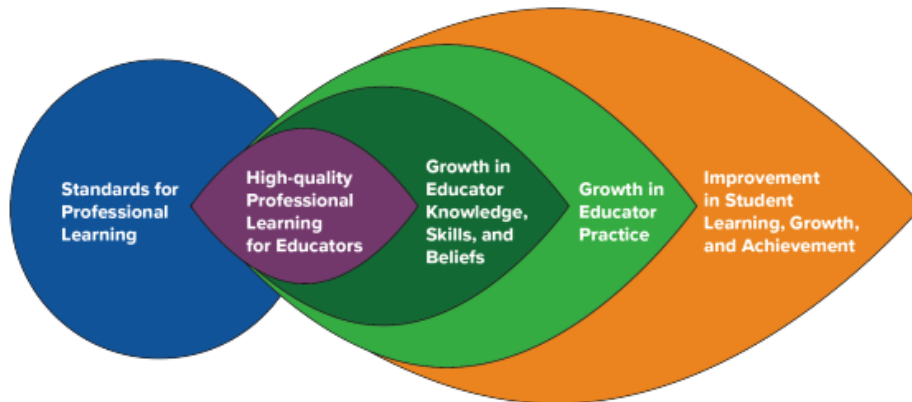 Standards for
Professional
Learning
High-quality
Professional
Learning
for Educators
Growth in
Educator
Knowledge,
Skills, and
Beliefs
Growth in
Educator
Practice
Improvement
in Student
Learning, Growth,
and Achievement